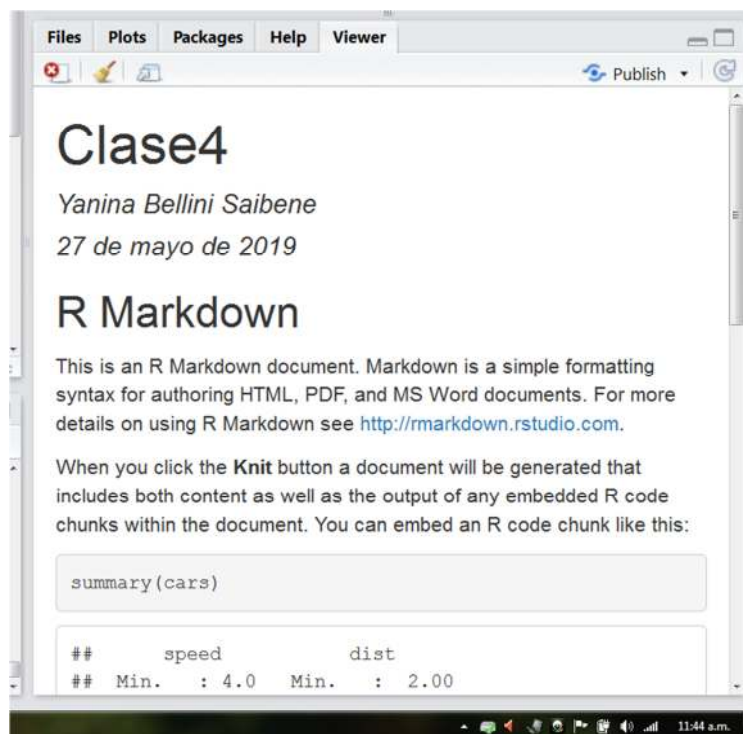 Files Plots Packages Help Viewer
Publish
Clase4
Yanina Bellini Saibene
27 de mayo de 2019
R Markdown
This is an R Markdown document. Markdown is a simple formatting
syntax for authoring HTML, PDF, and MS Word documents. For more
details on using R Markdown see http://rmarkdown.rstudio.com.
When you click the Knit button a document will be generated that
includes both content as well as the output of any embedded R code
chunks within the document. You can embed an R code chunk like this:
summary(cars)
##      speed           dist
##  Min.   : 4.0   Min.   :  2.00
11:44 a.m.